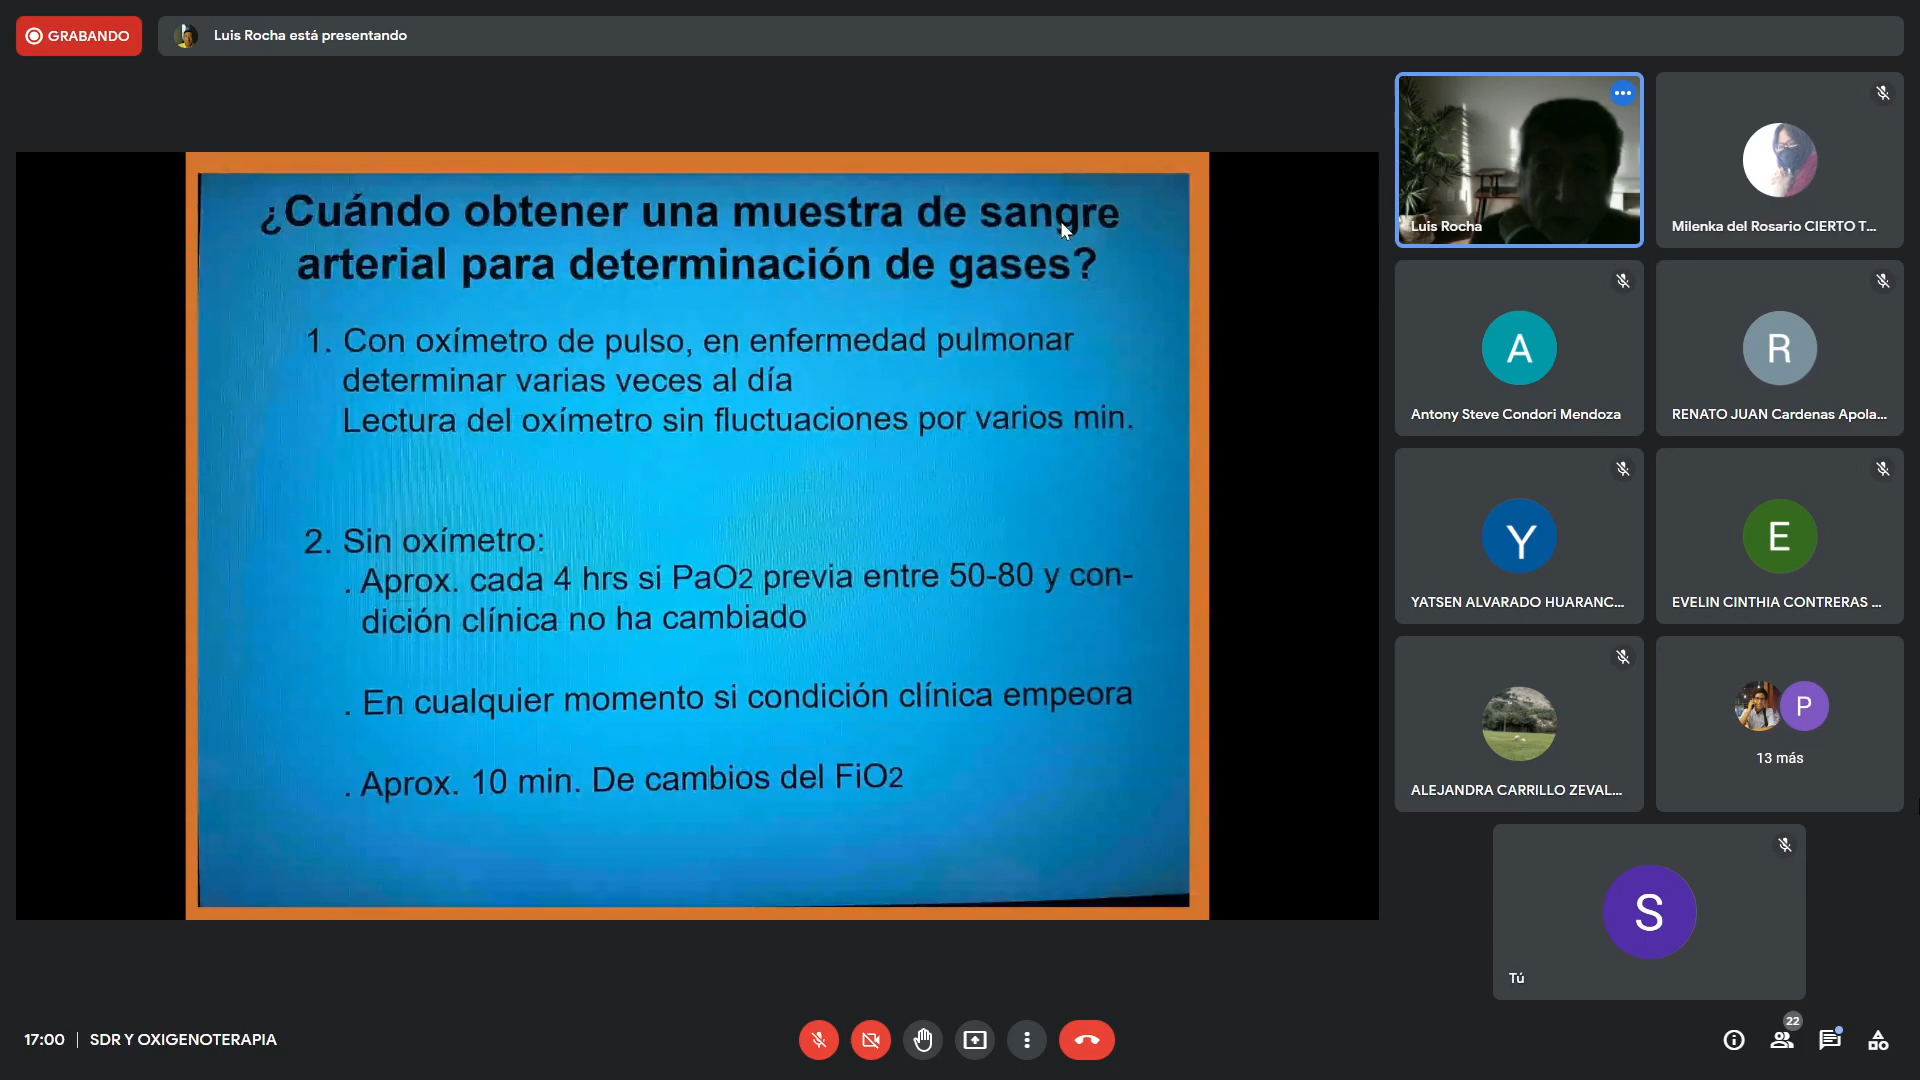 GRABANDO
Luis Rocha está presentando
¿Cuándo obtener una muestra de sangre
arterial para determinación de gases?
1. Con oxímetro de pulso, en enfermedad pulmonar
determinar varias veces al día
Lectura del oxímetro sin fluctuaciones por varios min.
2. Sin oxímetro:
. Aprox. cada 4 hrs si PaO2 previa entre 50-80 y con-
dición clínica no ha cambiado
. En cualquier momento si condición clínica empeora
. Aprox. 10 min. De cambios del FiO2
Luis Rocha
Milenka del Rosario CIERTO T...
A
Antony Steve Condori Mendoza
R
RENATO JUAN Cardenas Apola...
Y
YATSEN ALVARADO HUARANC...
E
EVELIN CINTHIA CONTRERAS ...
ALEJANDRA CARRILLO ZEVAL...
P
13 más
S
Tú
17:00 | SDR Y OXIGENOTERAPIA
22